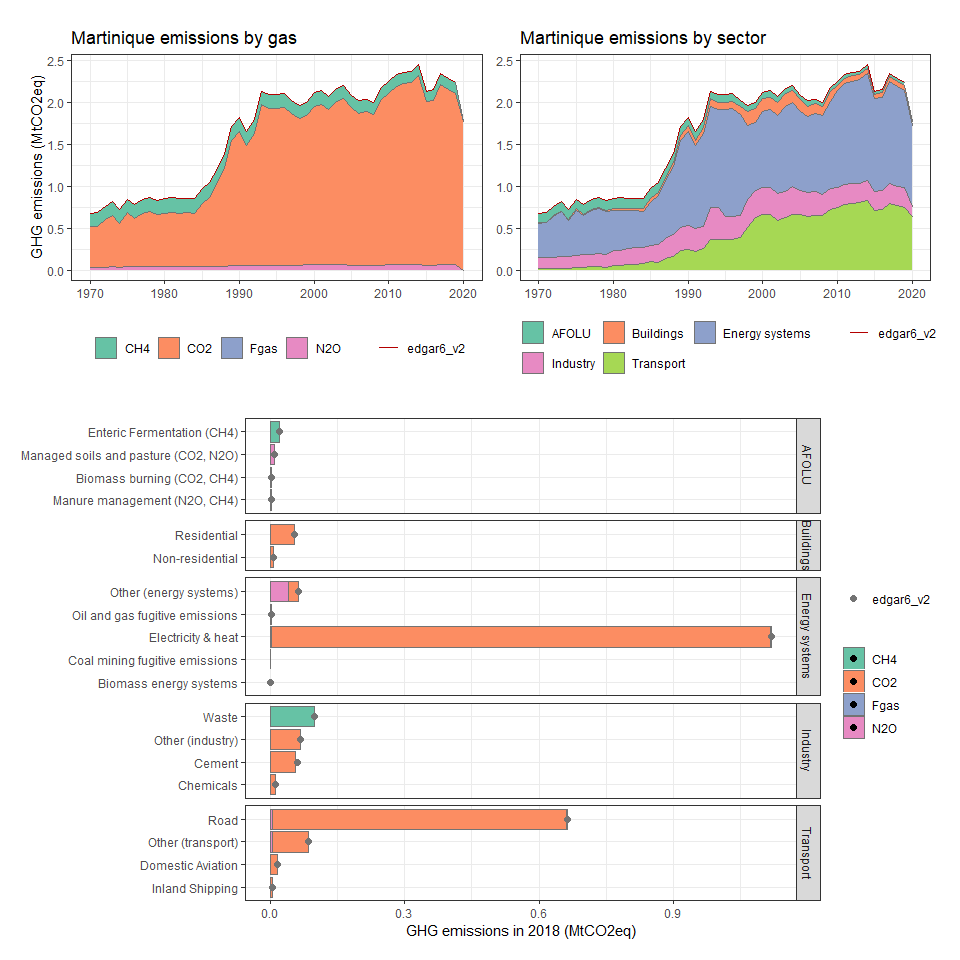 Martinique emissions by gas
Martinique emissions by sector
GHG emissions (MtCO2eq)
2.5
2.0
1.5
1.0
0.5
0.0
1970 1980 1990 2000 2010 2020
2.5
2.0
1.5
1.0
0.5
0.0
1970 1980 1990 2000 2010 2020
CH4 CO2 Fgas N2O edgar6_v2
AFOLU Buildings Energy systems edgar6_v2
Industry Transport
Enteric Fermentation (CH4)
Managed soils and pasture (CO2, N2O)
Biomass burning (CO2, CH4)
Manure management (N2O, CH4)
AFOLU
Residential
Non-residential
Buildings
Other (energy systems)
Oil and gas fugitive emissions
Electricity & heat
Coal mining fugitive emissions
Biomass energy systems
Energy systems
Waste
Other (industry)
Cement
Chemicals
Industry
Road
Other (transport)
Domestic Aviation
Inland Shipping
Transport
0.0 0.3 0.6 0.9
GHG emissions in 2018 (MtCO2eq)
edgar6_v2
CH4
CO2
Fgas
N2O